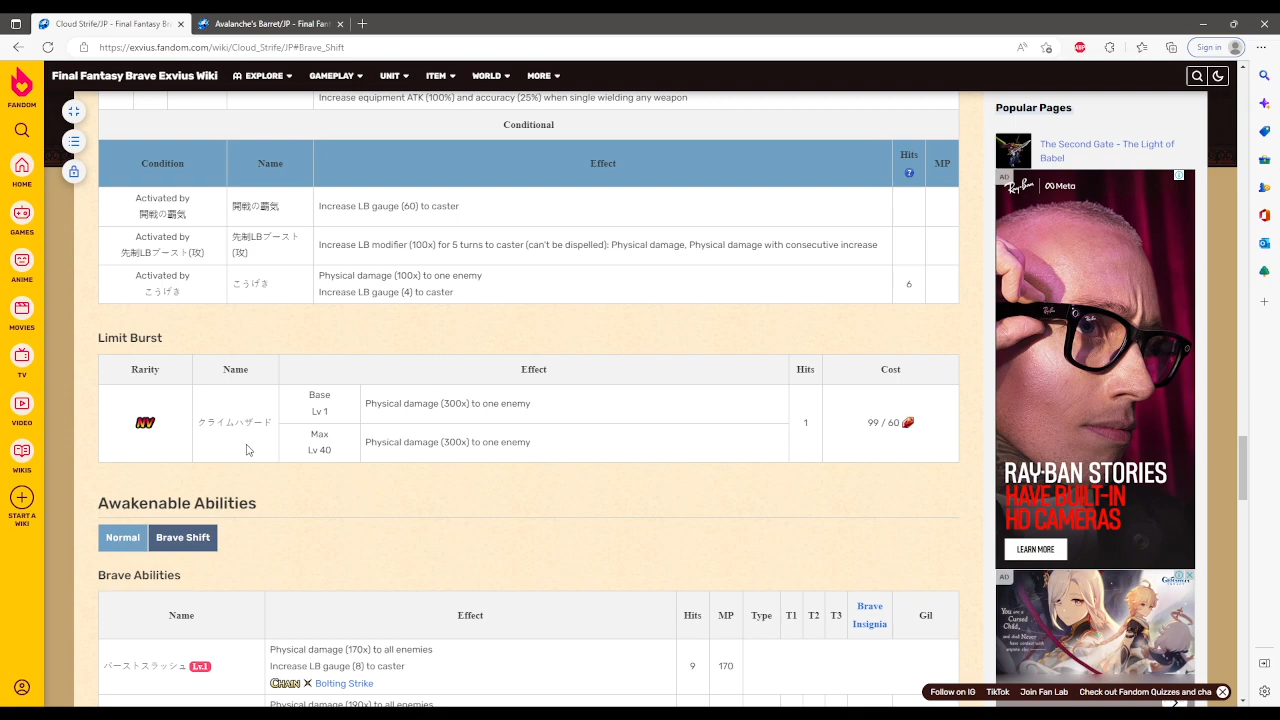 Cloud Strife/JP - Final Fantasy Bra
Avalanche's Barret/JP - Final Fant
https://exvius.fandom.com/wiki/Cloud_Strife/JP#Brave_Shift
ABP
Sign in
FANDOM
Final Fantasy Brave Exvius Wiki
EXPLORE
GAMEPLAY
UNIT
ITEM
WORLD
MORE
HOME
GAMES
ANIME
MOVIES
TV
VIDEO
WIKIS
START A
WIKI
Increase equipment ATK (100%) and accuracy (25%) when single wielding any weapon
Conditional
Condition
Name
Effect
Hits
?
MP
Activated by
開戦の覇気
開戦の覇気
Increase LB gauge (60) to caster
Activated by
先制LBブースト(攻)
先制LBブースト
(攻)
Increase LB modifier (100x) for 5 turns to caster (can't be dispelled): Physical damage, Physical damage with consecutive increase
Activated by
こうげき
こうげき
Physical damage (100x) to one enemy
Increase LB gauge (4) to caster
6
Limit Burst
Rarity
Name
Effect
Hits
Cost
NV
クライムハザード
Base
Lv 1
Physical damage (300x) to one enemy
Max
Lv 40
Physical damage (300x) to one enemy
1
99 / 60
Awakenable Abilities
Normal
Brave Shift
Brave Abilities
Name
Effect
Hits
MP
Type
T1
T2
T3
Brave
Insignia
Gil
バーストスラッシュ Lv.1
Physical damage (170x) to all enemies
Increase LB gauge (8) to caster
CHAIN Bolting Strike
9
170
Physical damage (190x) to all enemies
Popular Pages
The Second Gate - The Light of
Babel
AD
Ray-Ban
Meta
RAY-BAN STORIES
HAVE BUILT-IN
HD CAMERAS
LEARN MORE
AD
Genshin
You are a
Cursed
Child,
Follow on IG
TikTok
Join Fan Lab
Check out Fandom Quizzes and cha